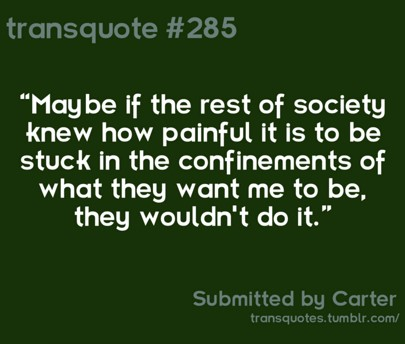 transquote #285
“Maybe if the rest of society
knew how painful it is to be
stuck in the confinements of
what they want me to be,
they wouldn't do it.”
Submitted by Carter
transquotes.tumblr.com/